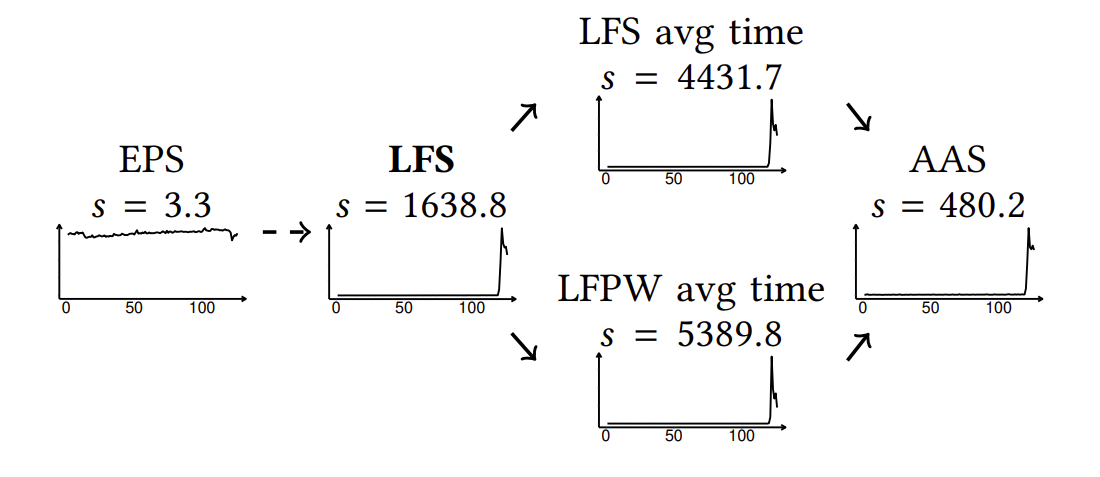 EPS
s = 3.3
0 50 100
LFS
s = 1638.8
0 50 100
LFS avg time
s = 4431.7
0 50 100
LFPW avg time
s = 5389.8
0 50 100
AAS
s = 480.2
0 50 100